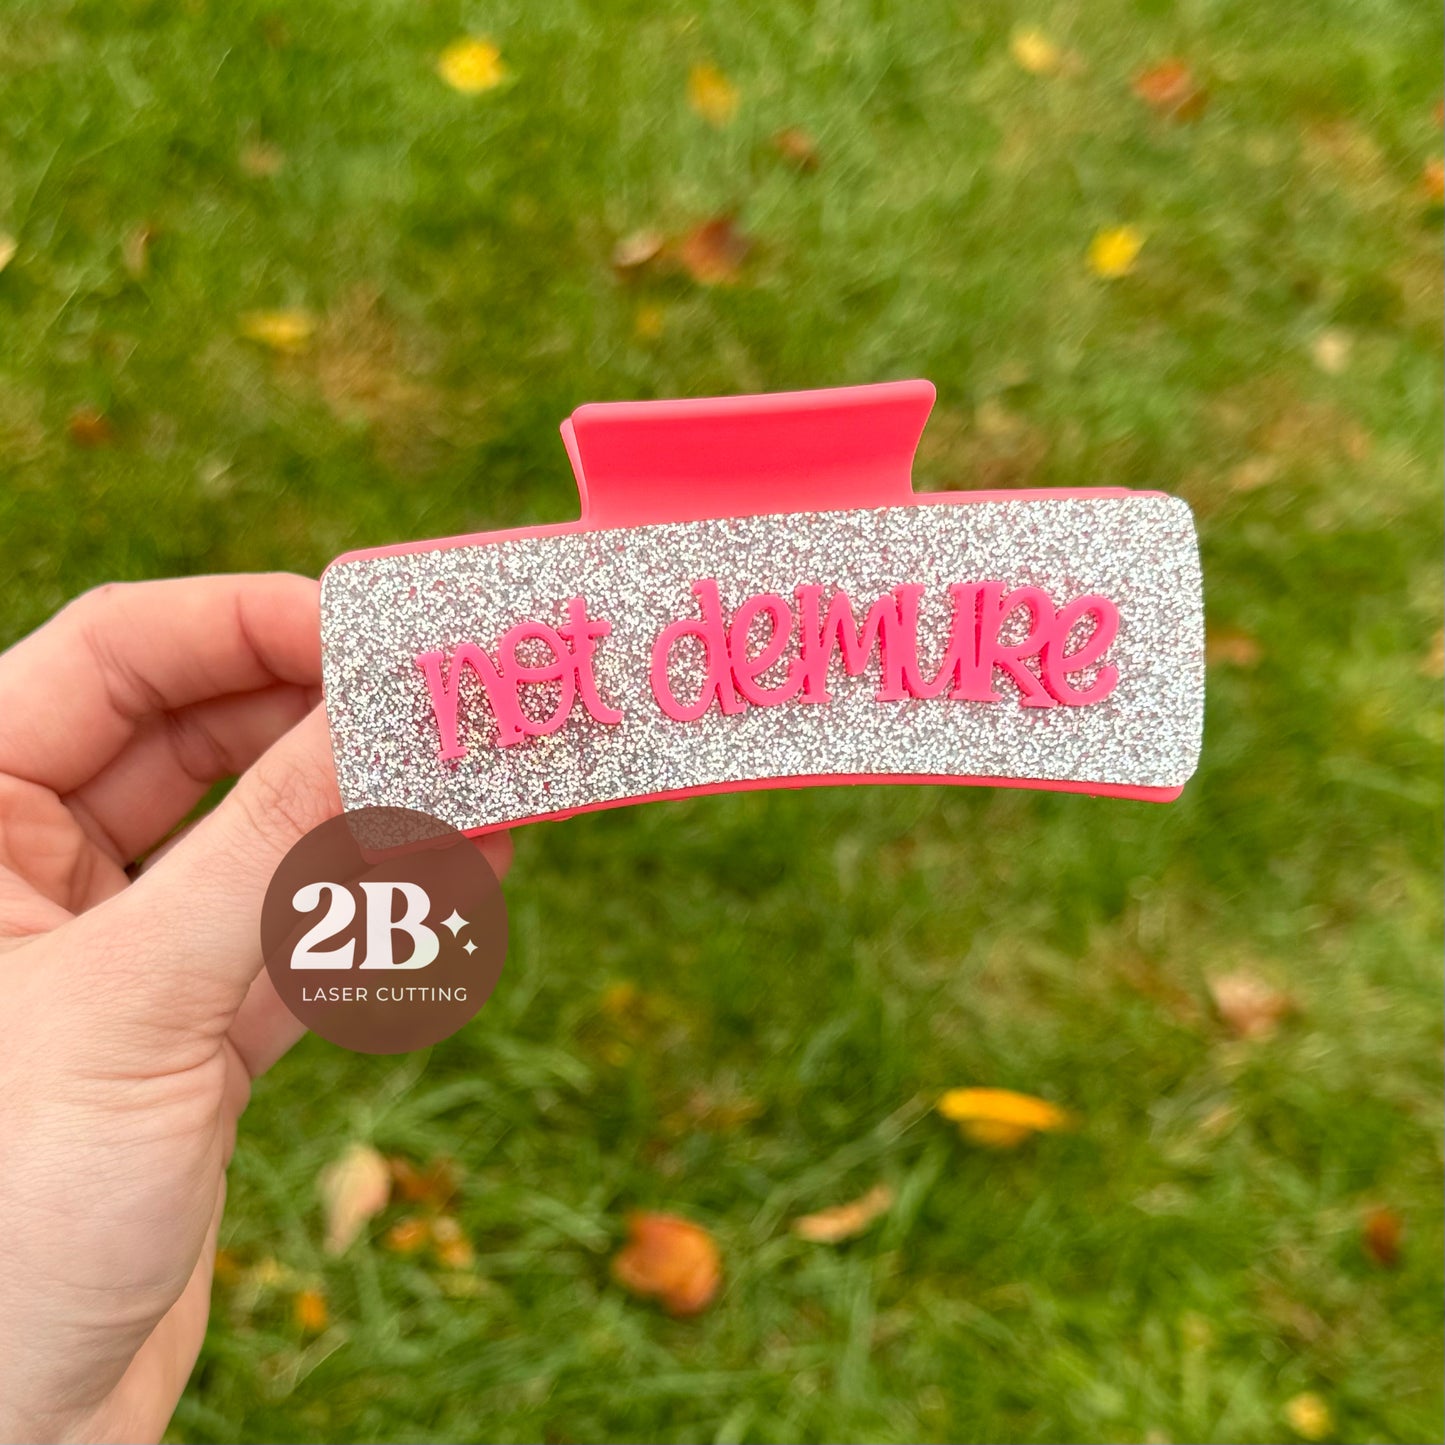 not demure
2B
LASER CUTTING